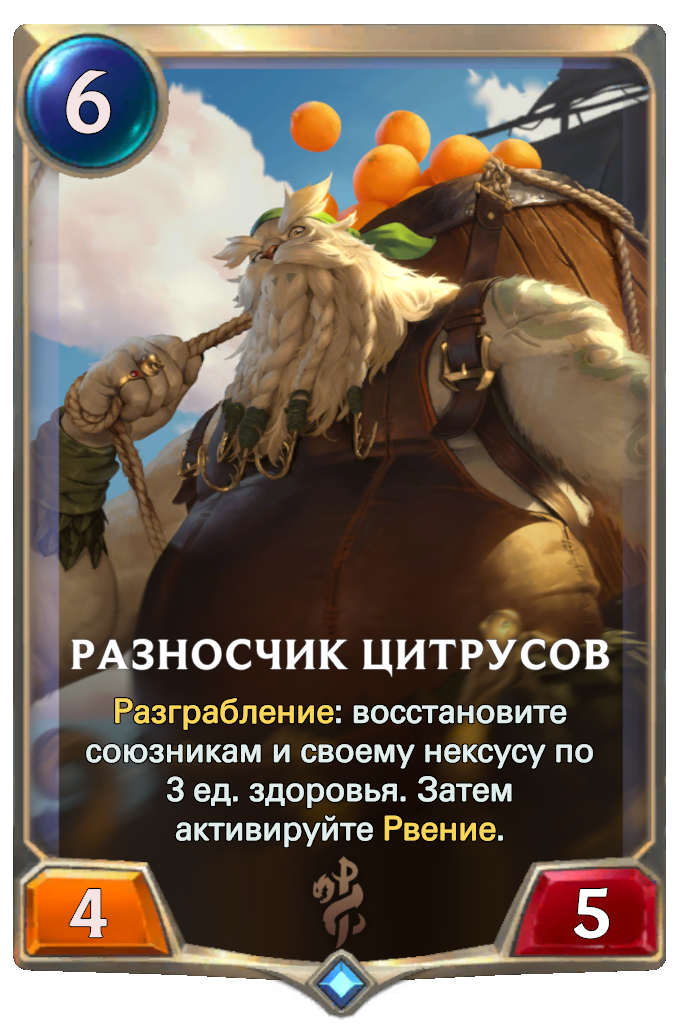 6
РАЗНОСЧИК ЦИТРУСОВ
Разграбление: восстановите
союзникам и своему нексусу по
3 ед. здоровья. Затем
активируйте Рвение.
4
5